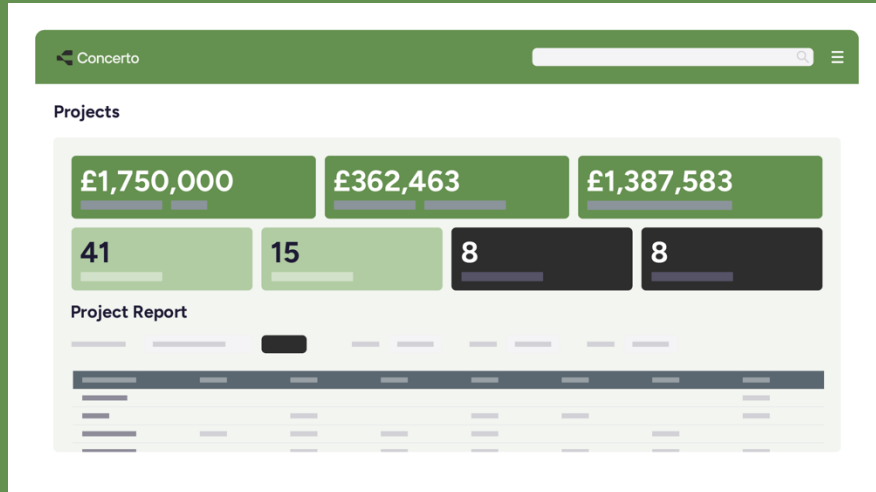 Concerto
Projects
£1,750,000
£362,463
£1,387,583
41
15
8
8
Project Report